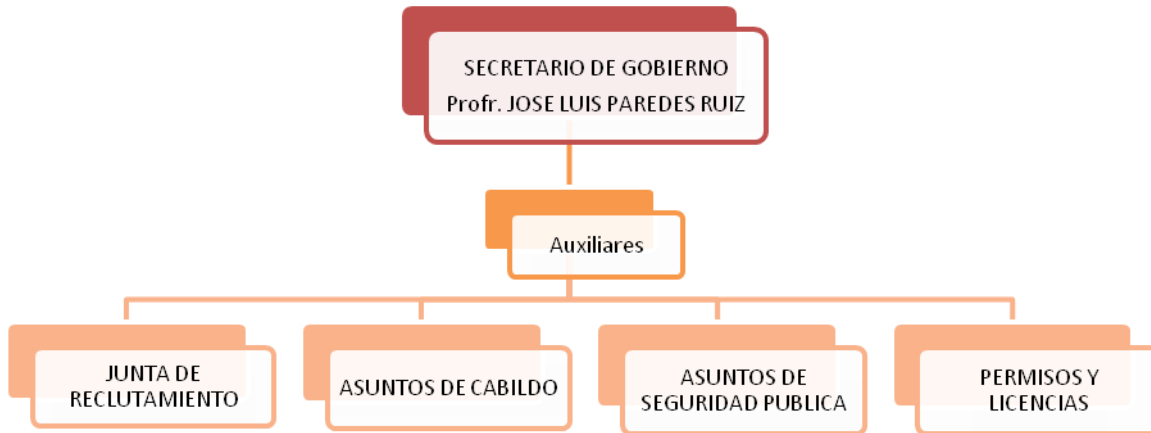 SECRETARIO DE GOBIERNO
Profr. JOSE LUIS PAREDES RUIZ
Auxiliares
JUNTA DE
RECLUTAMIENTO
ASUNTOS DE CABILDO
ASUNTOS DE
SEGURIDAD PUBLICA
PERMISOS Y
LICENCIAS